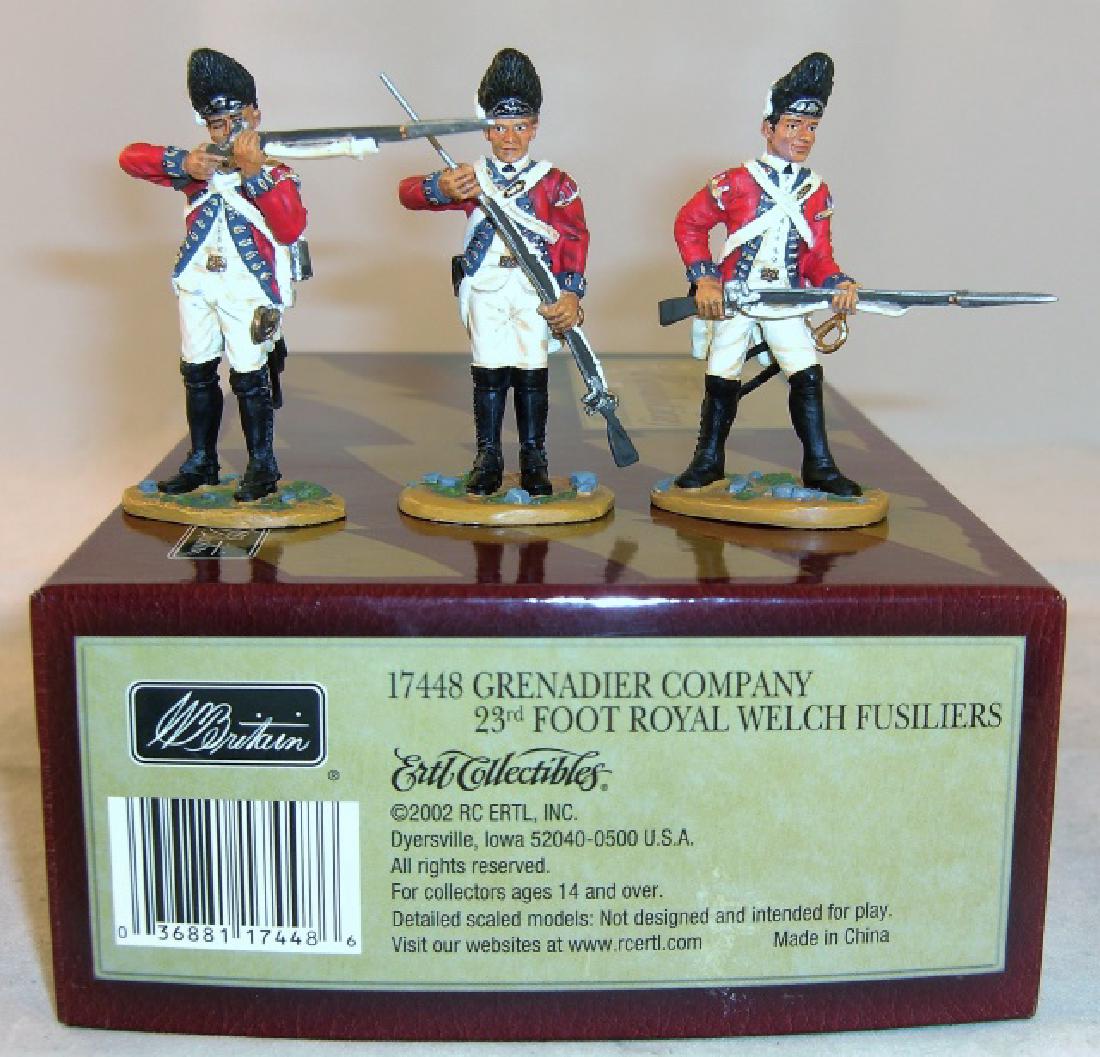 17448 GRENADIER COMPANY
23rd FOOT ROYAL WELCH FUSILIERS
W. Britain
®
Ertl Collectibles
©2002 RC ERTL, INC.
Dyersville, Iowa 52040-0500 U.S.A.
All rights reserved.
For collectors ages 14 and over.
Detailed scaled models: Not designed and intended for play.
Visit our websites at www.rcertl.com Made in China
0 36881 17448 6